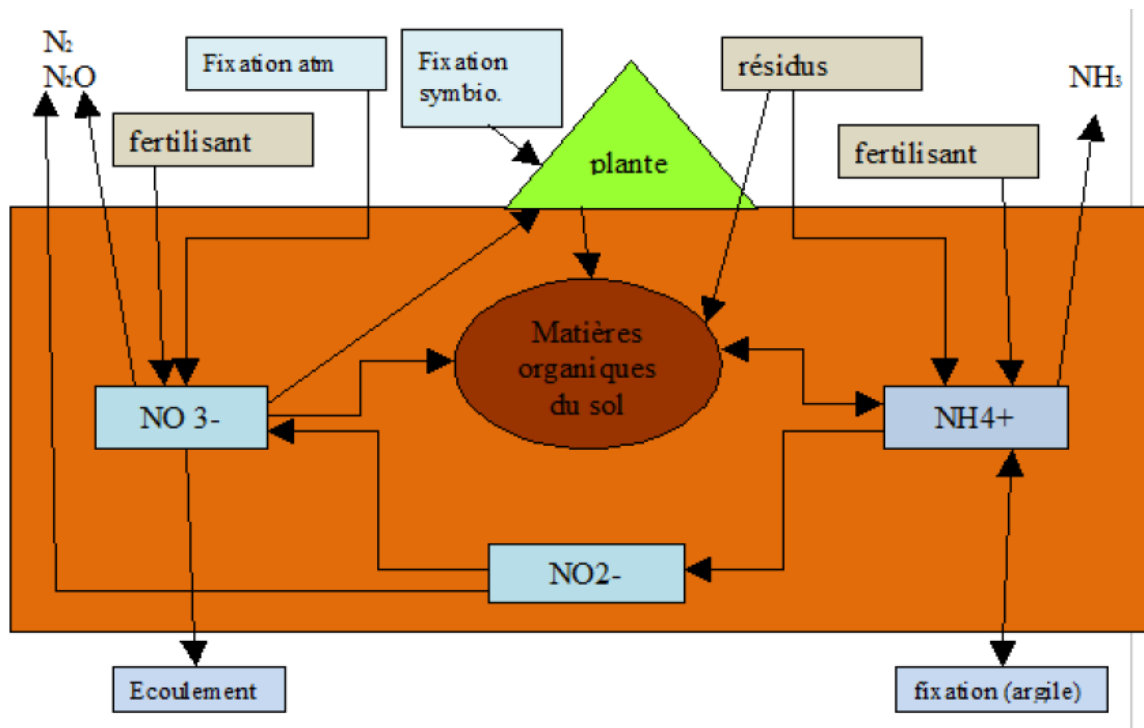 N₂
N₂O
Fixation atm
Fixation
symbio.
résidus
NH₃
fertilisant
plante
fertilisant
Matières
organiques
du sol
NO 3-
NH4+
NO2-
Ecoulement
fixation (argile)